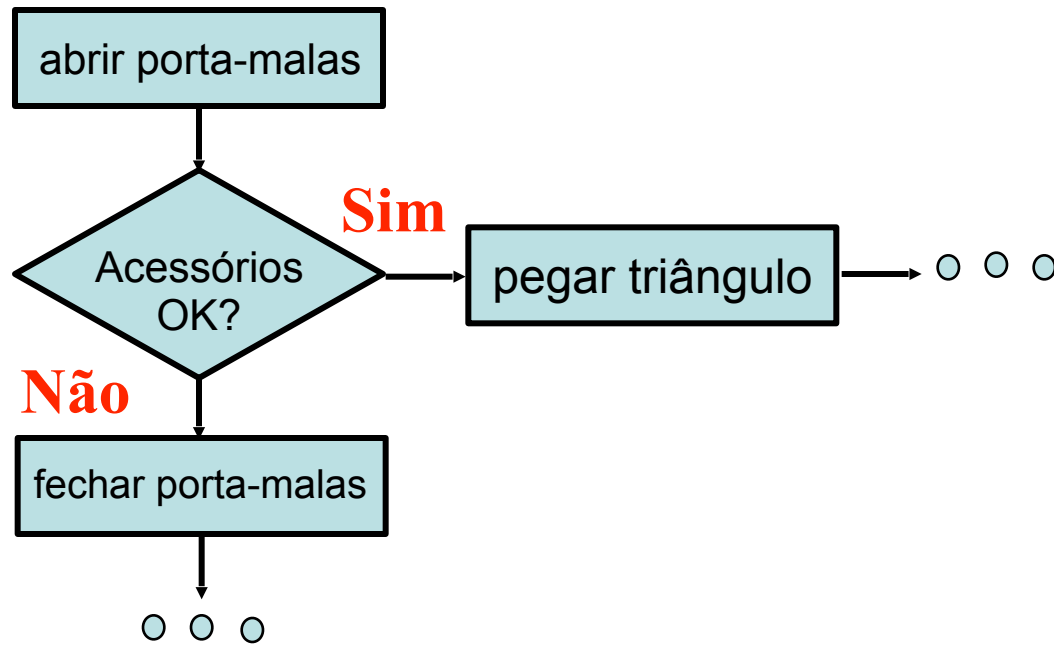 abrir porta-malas
Sim
Acessórios
OK?
pegar triângulo
Não
fechar porta-malas